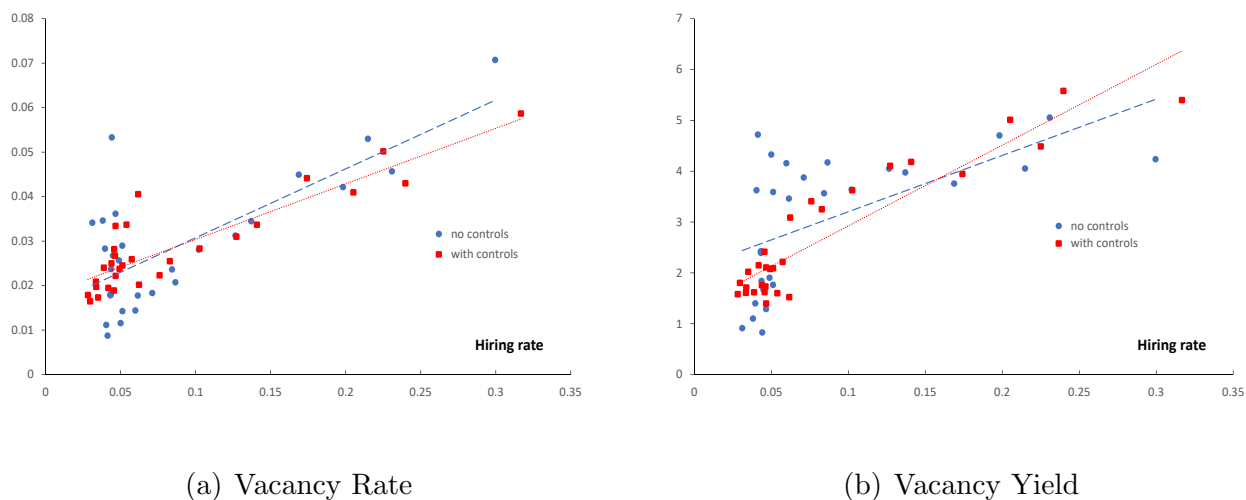 0.08
0.07
0.06
0.05
0.04
0.03
0.02
0.01
0
no controls
with controls
Hiring rate
0 0.05 0.1 0.15 0.2 0.25 0.3 0.35
(a) Vacancy Rate
7
6
5
4
3
2
1
0
no controls
with controls
Hiring rate
0 0.05 0.1 0.15 0.2 0.25 0.3 0.35
(b) Vacancy Yield